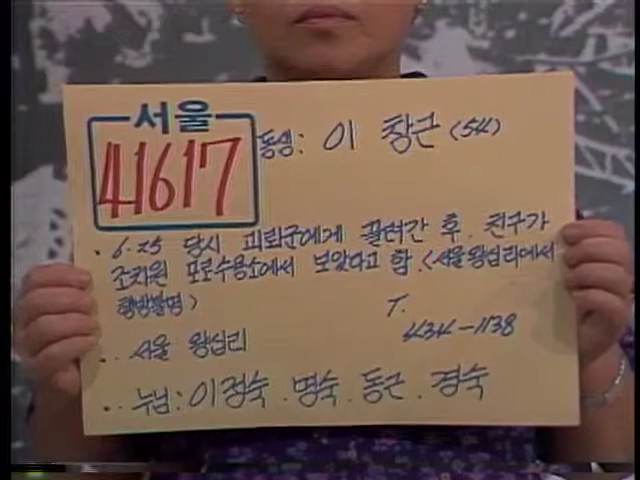 서울
41617
동생: 이 창근 (54)
. 6.25 당시 괴뢰군에게 끌려간 후. 친구가
조치원 포로수용소에서 보았다고 함. (서울 왕십리에서
행방불명)
T.
434-1138
.. 서울 왕십리
.. 누님: 이정숙. 명숙. 동근. 경숙